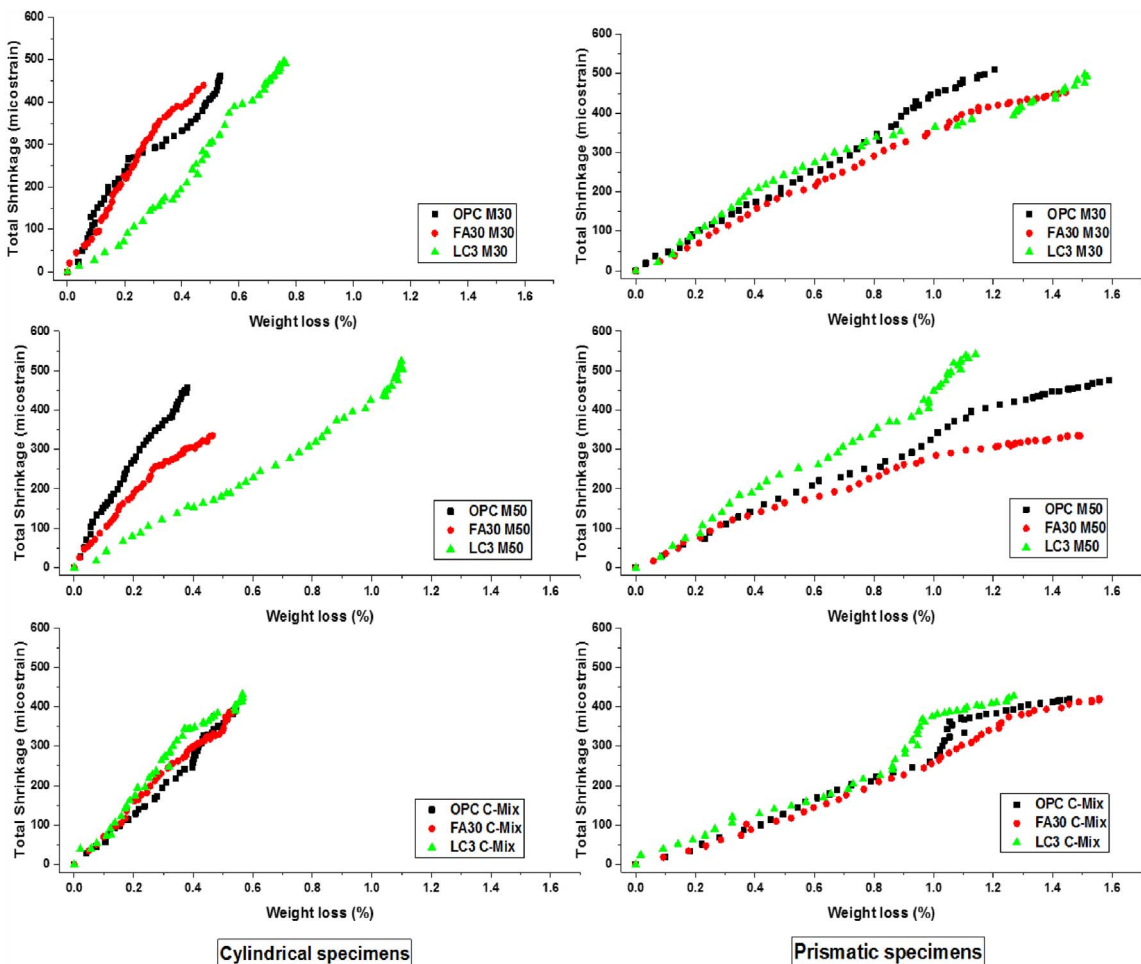 600
500
400
300
200
100
0
Total Shrinkage (micostrain)
0.0 0.2 0.4 0.6 0.8 1.0 1.2 1.4 1.6
Weight loss (%)
OPC M30
FA30 M30
LC3 M30
600
500
400
300
200
100
0
Total Shrinkage (micostrain)
0.0 0.2 0.4 0.6 0.8 1.0 1.2 1.4 1.6
Weight loss (%)
OPC M30
FA30 M30
LC3 M30
600
500
400
300
200
100
0
Total Shrinkage (micostrain)
0.0 0.2 0.4 0.6 0.8 1.0 1.2 1.4 1.6
Weight loss (%)
OPC M50
FA30 M50
LC3 M50
600
500
400
300
200
100
0
Total Shrinkage (micostrain)
0.0 0.2 0.4 0.6 0.8 1.0 1.2 1.4 1.6
Weight loss (%)
OPC M50
FA30 M50
LC3 M50
600
500
400
300
200
100
0
Total Shrinkage (micostrain)
0.0 0.2 0.4 0.6 0.8 1.0 1.2 1.4 1.6
Weight loss (%)
OPC C-Mix
FA30 C-Mix
LC3 C-Mix
600
500
400
300
200
100
0
Total Shrinkage (micostrain)
0.0 0.2 0.4 0.6 0.8 1.0 1.2 1.4 1.6
Weight loss (%)
OPC C-Mix
FA30 C-Mix
LC3 C-Mix
Cylindrical specimens
Prismatic specimens